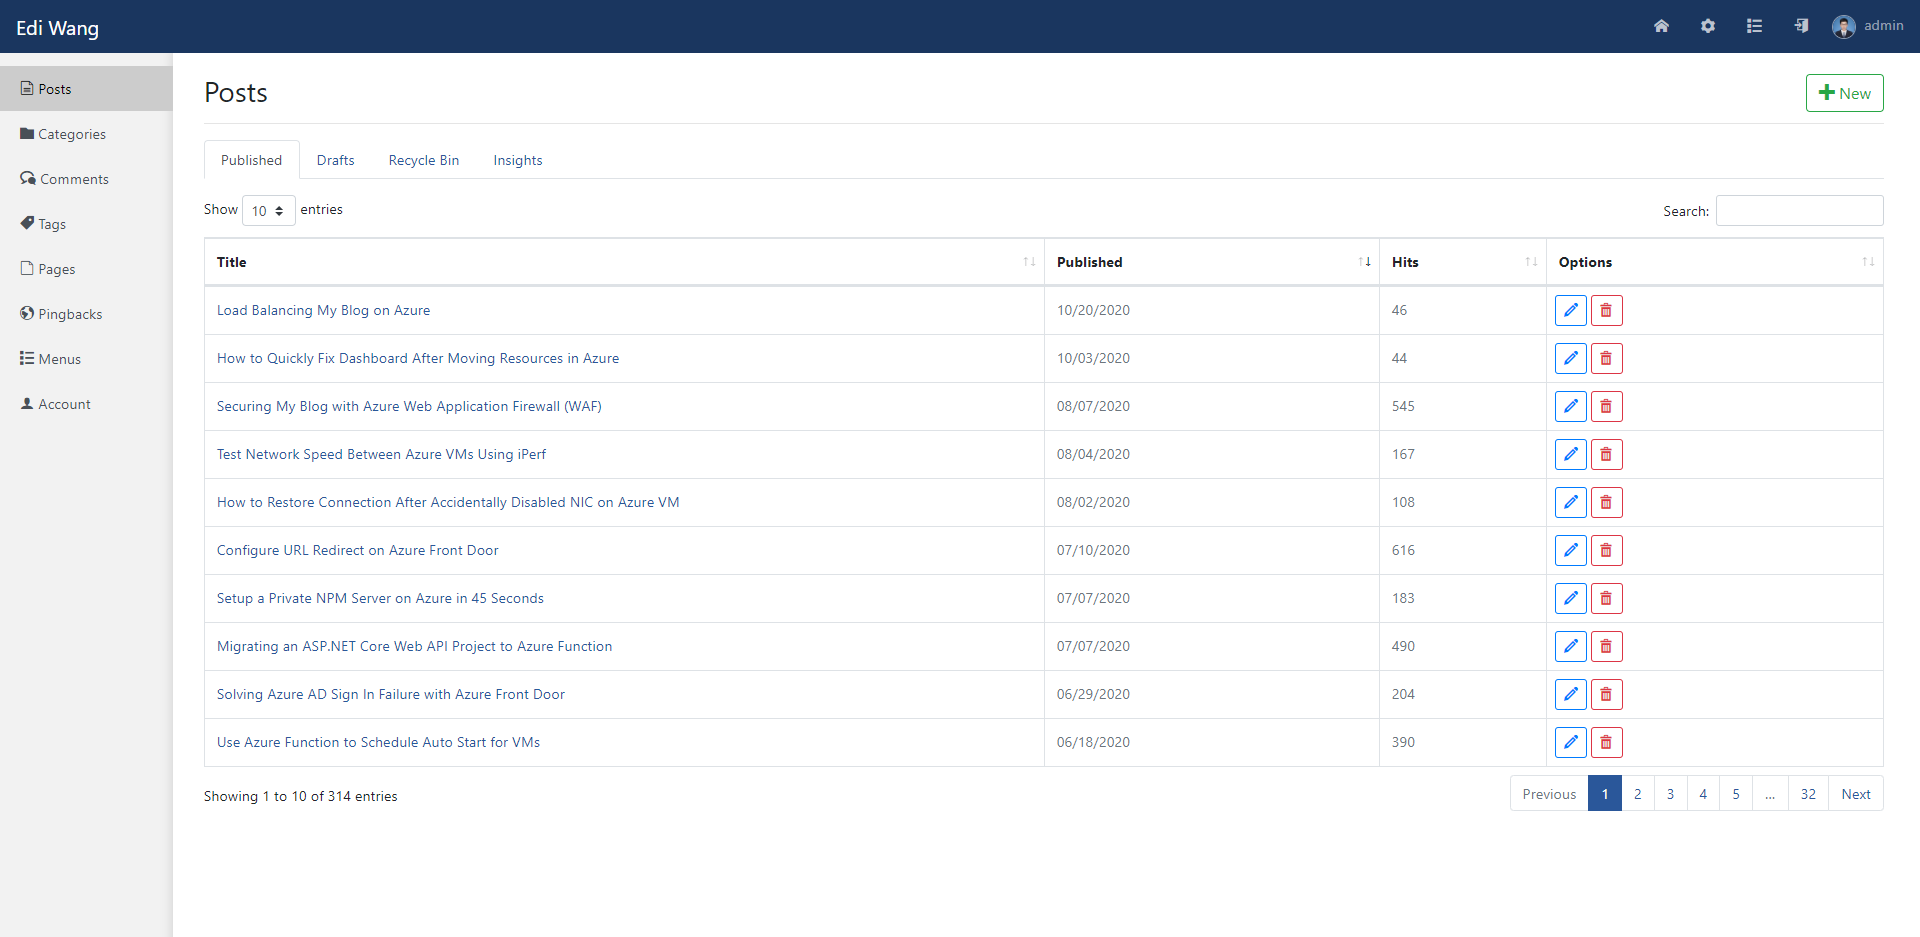 Edi Wang
admin
Posts
Categories
Comments
Tags
Pages
Pingbacks
Menus
Account
Posts
New
Published Drafts Recycle Bin Insights
Show 10 entries
Search:
Title Published Hits Options
Load Balancing My Blog on Azure 10/20/2020 46
How to Quickly Fix Dashboard After Moving Resources in Azure 10/03/2020 44
Securing My Blog with Azure Web Application Firewall (WAF) 08/07/2020 545
Test Network Speed Between Azure VMs Using iPerf 08/04/2020 167
How to Restore Connection After Accidentally Disabled NIC on Azure VM 08/02/2020 108
Configure URL Redirect on Azure Front Door 07/10/2020 616
Setup a Private NPM Server on Azure in 45 Seconds 07/07/2020 183
Migrating an ASP.NET Core Web API Project to Azure Function 07/07/2020 490
Solving Azure AD Sign In Failure with Azure Front Door 06/29/2020 204
Use Azure Function to Schedule Auto Start for VMs 06/18/2020 390
Showing 1 to 10 of 314 entries
Previous 1 2 3 4 5 ... 32 Next